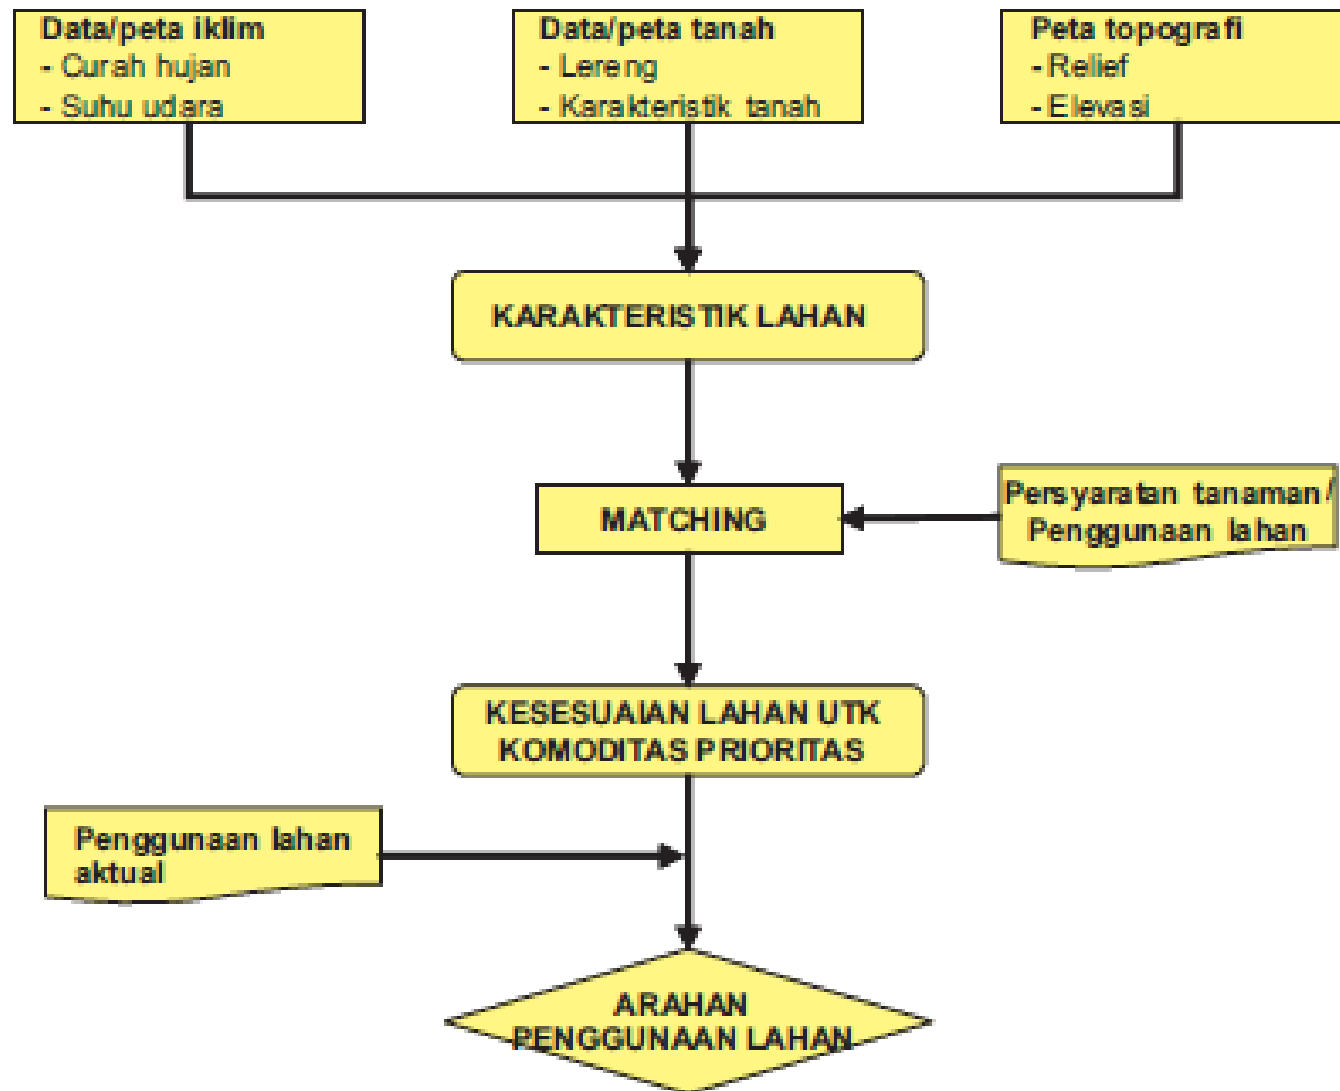 Data/peta iklim
- Curah hujan
- Suhu udara
Data/peta tanah
- Lereng
- Karakteristik tanah
Peta topografi
- Relief
- Elevasi
KARAKTERISTIK LAHAN
MATCHING
Persyaratan tanaman/
Penggunaan lahan
KESESUAIAN LAHAN UTK
KOMODITAS PRIORITAS
Penggunaan lahan
aktual
ARAHAN
PENGGUNAAN LAHAN